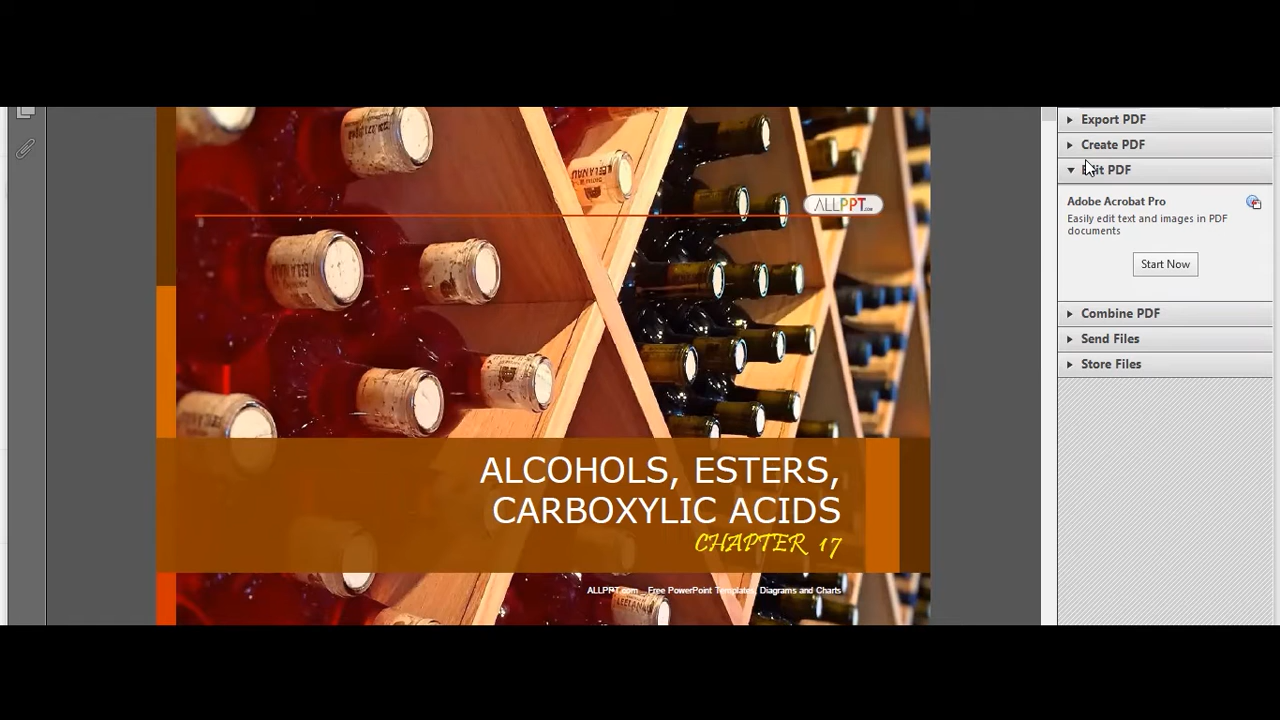 Export PDF
Create PDF
Edit PDF
Adobe Acrobat Pro
Easily edit text and images in PDF
documents
Start Now
Combine PDF
Send Files
Store Files
ALLPPT.com
ALCOHOLS, ESTERS,
CARBOXYLIC ACIDS
CHAPTER 17
ALLPPT.com _ Free PowerPoint Templates, Diagrams and Charts